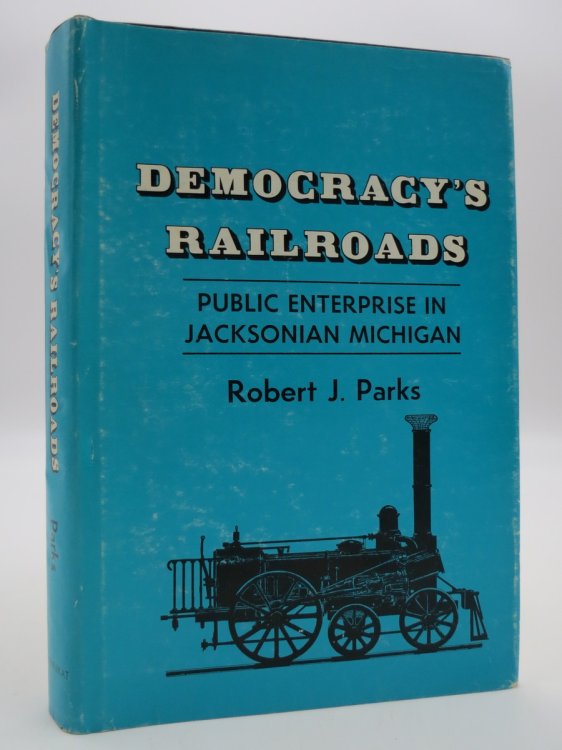 DEMOCRACY'S
RAILROADS
PUBLIC ENTERPRISE IN
JACKSONIAN MICHIGAN
Robert J. Parks
DEMOCRACY'S RAILROADS
Parks